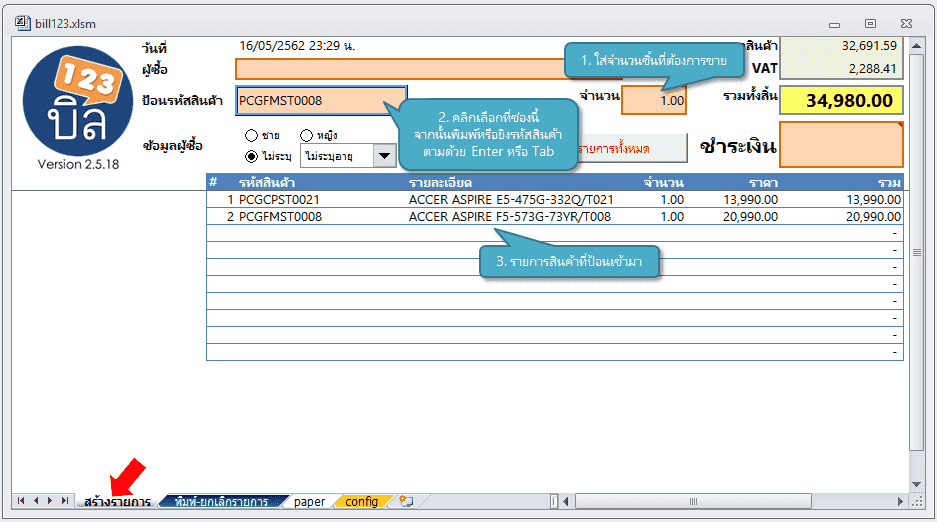 bill123.xlsm
123
บิล
Version 2.5.18
วันที่ 16/05/2562 23:29 น.
ผู้ซื้อ
สินค้า 32,691.59
VAT 2,288.41
1. ใส่จำนวนชิ้นที่ต้องการขาย
ป้อนรหัสสินค้า PCGFMST0008
จำนวน 1.00
รวมทั้งสิ้น 34,980.00
2. คลิกเลือกที่ช่องนี้
จากนั้นพิมพ์หรือยิงรหัสสินค้า
ตามด้วย Enter หรือ Tab
ข้อมูลผู้ซื้อ
ชาย หญิง
ไม่ระบุ ไม่ระบุอายุ
รายการทั้งหมด
ชำระเงิน
# รหัสสินค้า รายละเอียด จำนวน ราคา รวม
1 PCGCPST0021 ACCER ASPIRE E5-475G-332Q/T021 1.00 13,990.00 13,990.00
2 PCGFMST0008 ACCER ASPIRE F5-573G-73YR/T008 1.00 20,990.00 20,990.00
-
-
-
-
-
-
-
-
3. รายการสินค้าที่ป้อนเข้ามา
สร้างรายการ พิมพ์-ยกเลิกรายการ paper config